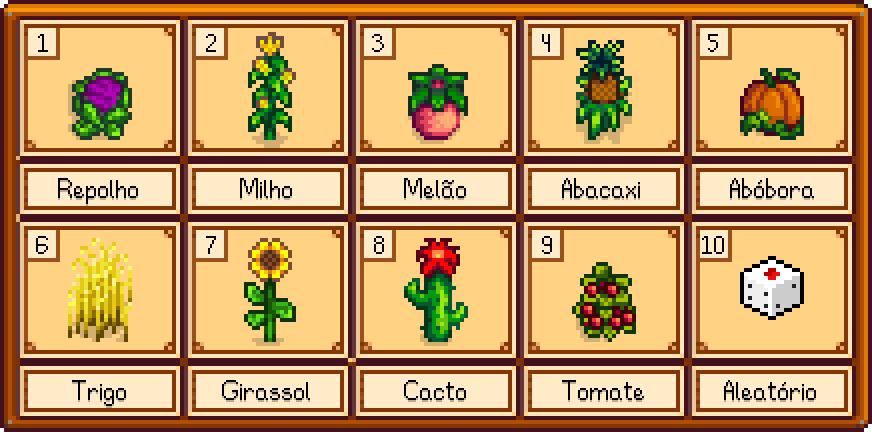 1 2 3 4 5
Repolho Milho Melão Abacaxi Abóbora
6 7 8 9 10
Trigo Girassol Cacto Tomate Aleatório